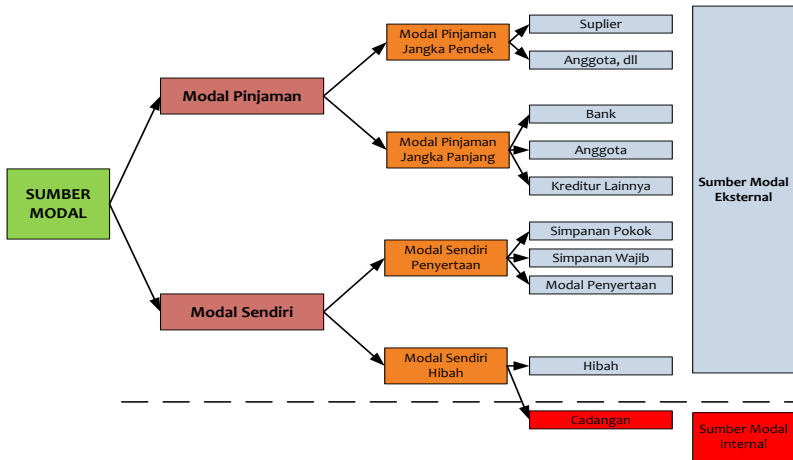 SUMBER
MODAL
Modal Pinjaman
Modal Sendiri
Modal Pinjaman
Jangka Pendek
Modal Pinjaman
Jangka Panjang
Modal Sendiri
Penyertaan
Modal Sendiri
Hibah
Suplier
Anggota, dll
Bank
Anggota
Kreditur Lainnya
Simpanan Pokok
Simpanan Wajib
Modal Penyertaan
Hibah
Cadangan
Sumber Modal
Eksternal
Sumber Modal
Internal